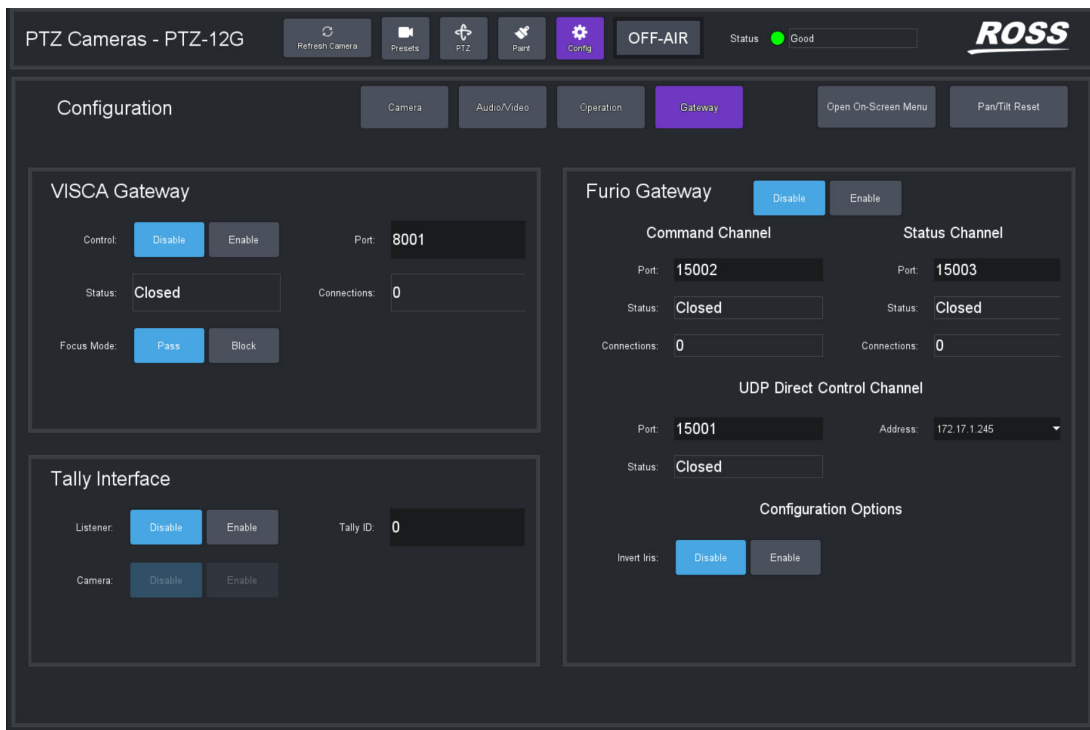 PTZ Cameras - PTZ-12G
Refresh Camera
Presets
PTZ
Paint
Config
OFF-AIR
Status
Good
ROSS
Configuration
Camera
Audio/Video
Operation
Gateway
Open On-Screen Menu
Pan/Tilt Reset
VISCA Gateway
Control: Disable Enable Port: 8001
Status: Closed Connections: 0
Focus Mode: Pass Block
Tally Interface
Listener: Disable Enable Tally ID: 0
Camera: Disable Enable
Furio Gateway Disable Enable
Command Channel Status Channel
Port: 15002 Port: 15003
Status: Closed Status: Closed
Connections: 0 Connections: 0
UDP Direct Control Channel
Port: 15001 Address: 172.17.1.245
Status: Closed
Configuration Options
Invert Iris: Disable Enable